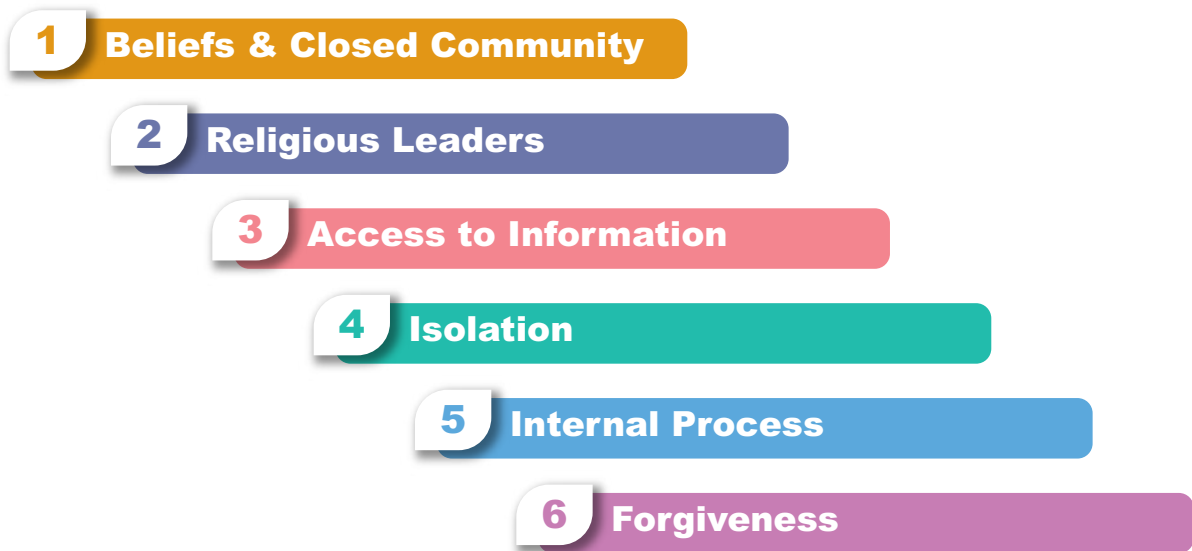 1 Beliefs & Closed Community
2 Religious Leaders
3 Access to Information
4 Isolation
5 Internal Process
6 Forgiveness